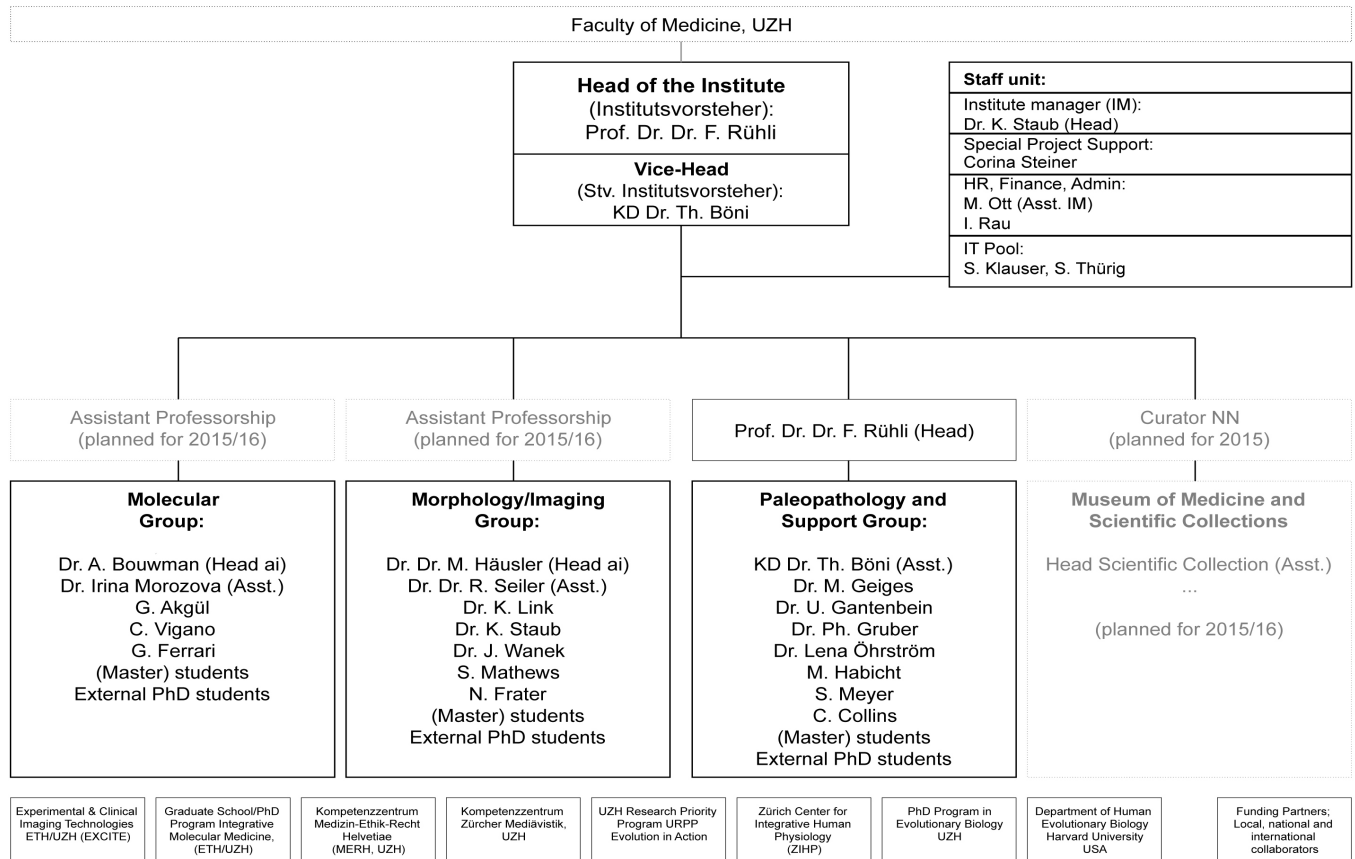 Faculty of Medicine, UZH
Head of the Institute
(Institutsvorsteher):
Prof. Dr. Dr. F. Rühli
Vice-Head
(Stv. Institutsvorsteher):
KD Dr. Th. Böni
Staff unit:
Institute manager (IM):
Dr. K. Staub (Head)
Special Project Support:
Corina Steiner
HR, Finance, Admin:
M. Ott (Asst. IM)
I. Rau
IT Pool:
S. Klauser, S. Thürig
Assistant Professorship
(planned for 2015/16)
Assistant Professorship
(planned for 2015/16)
Prof. Dr. Dr. F. Rühli (Head)
Curator NN
(planned for 2015)
Molecular
Group:
Dr. A. Bouwman (Head ai)
Dr. Irina Morozova (Asst.)
G. Akgül
C. Vigano
G. Ferrari
(Master) students
External PhD students
Morphology/Imaging
Group:
Dr. Dr. M. Häusler (Head ai)
Dr. Dr. R. Seiler (Asst.)
Dr. K. Link
Dr. K. Staub
Dr. J. Wanek
S. Mathews
N. Frater
(Master) students
External PhD students
Paleopathology and
Support Group:
KD Dr. Th. Böni (Asst.)
Dr. M. Geiges
Dr. U. Gantenbein
Dr. Ph. Gruber
Dr. Lena Öhrström
M. Habicht
S. Meyer
C. Collins
(Master) students
External PhD students
Museum of Medicine and
Scientific Collections
Head Scientific Collection (Asst.)
...
(planned for 2015/16)
Experimental & Clinical
Imaging Technologies
ETH/UZH (EXCITE)
Graduate School/PhD
Program Integrative
Molecular Medicine,
(ETH/UZH)
Kompetenzzentrum
Medizin-Ethik-Recht
Helvetiae
(MERH, UZH)
Kompetenzzentrum
Zürcher Mediävistik,
UZH
UZH Research Priority
Program URPP
Evolution in Action
Zürich Center for
Integrative Human
Physiology
(ZIHP)
PhD Program in
Evolutionary Biology
UZH
Department of Human
Evolutionary Biology
Harvard University
USA
Funding Partners;
Local, national and
international
collaborators